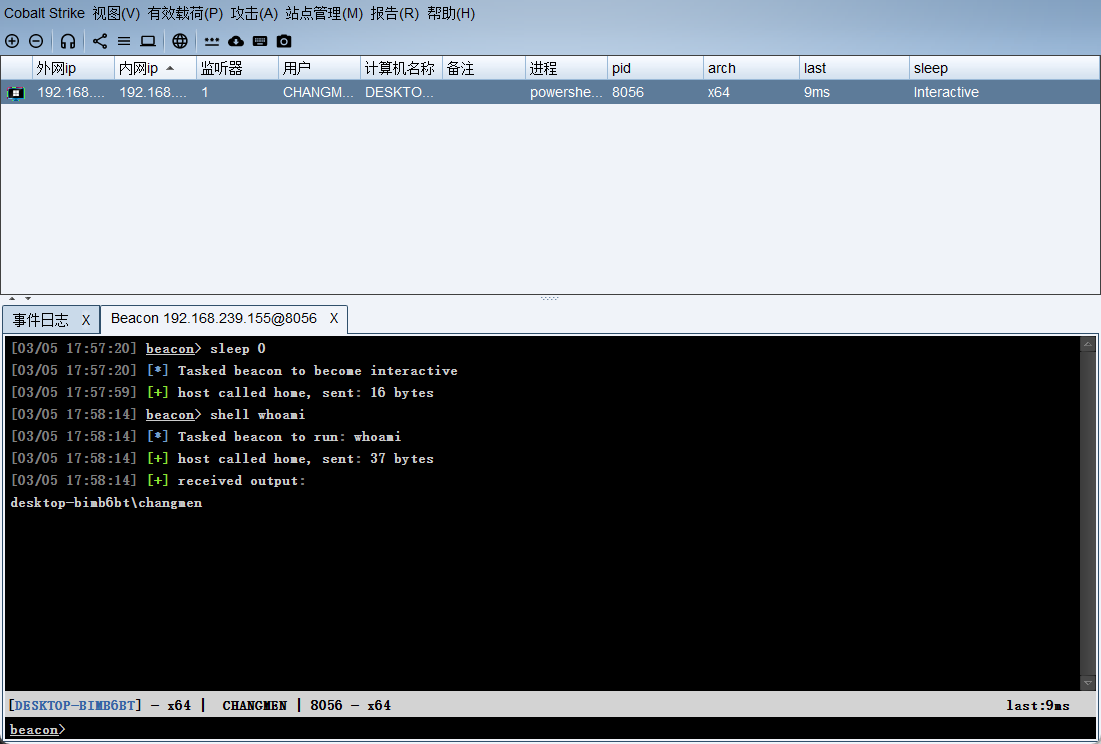 Cobalt Strike 视图(V) 有效载荷(P) 攻击(A) 站点管理(M) 报告(R) 帮助(H)
外网ip 内网ip 监听器 用户 计算机名称 备注 进程 pid arch last sleep
192.168.... 192.168.... 1 CHANGM... DESKTO... powershe... 8056 x64 9ms Interactive
事件日志 X Beacon 192.168.239.155@8056 X
[03/05 17:57:20] beacon> sleep 0
[03/05 17:57:20] [*] Tasked beacon to become interactive
[03/05 17:57:59] [+] host called home, sent: 16 bytes
[03/05 17:58:14] beacon> shell whoami
[03/05 17:58:14] [*] Tasked beacon to run: whoami
[03/05 17:58:14] [+] host called home, sent: 37 bytes
[03/05 17:58:14] [+] received output:
desktop-bimb6bt\changmen
[DESKTOP-BIMB6BT] - x64 | CHANGMEN | 8056 - x64 last:9ms
beacon>